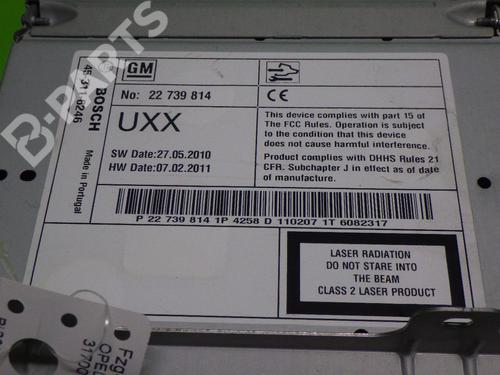 B-PARTS
GM
No: 22 739 814
UXX
SW Date:27.05.2010
HW Date:07.02.2011
BOSCH
Made in Portugal
CE
This device complies with part 15 of
The FCC Rules. Operation is subject
to the condition that this device
does not cause harmful interference.
Product complies with DHHS Rules 21
CFR. Subchapter J in effect as of date
of manufacture.
P 22 739 814 1P 4258 D 110207 1T 6082317
LASER RADIATION
DO NOT STARE INTO
THE BEAM
CLASS 2 LASER PRODUCT
B-PARTS
Fzg
OPEL
31700